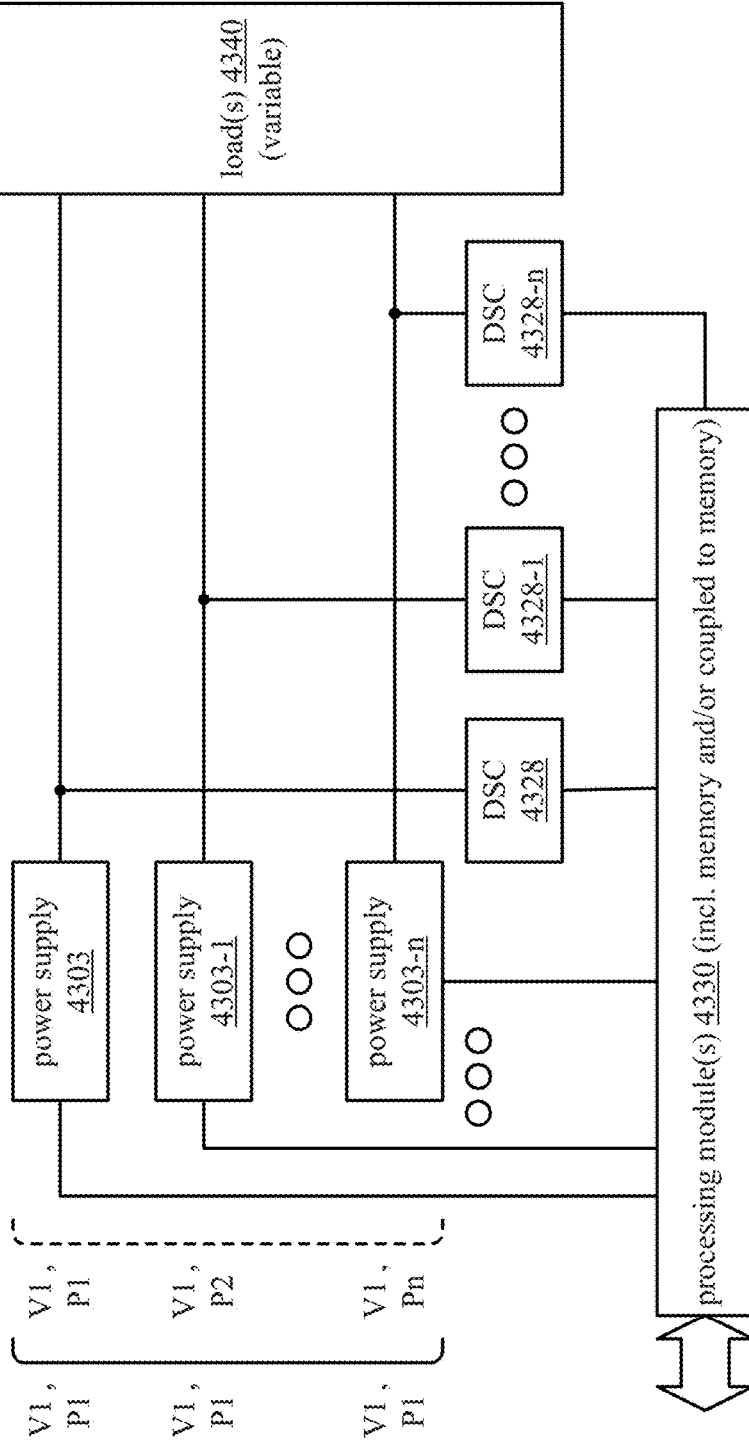 V1,
P1
V1,
P1
power supply
4303
V1,
P1
V1,
P2
power supply
4303-1
V1,
P1
V1,
Pn
power supply
4303-n
load(s) 4340
(variable)
DSC
4328
DSC
4328-1
DSC
4328-n
processing module(s) 4330 (incl. memory and/or coupled to memory)